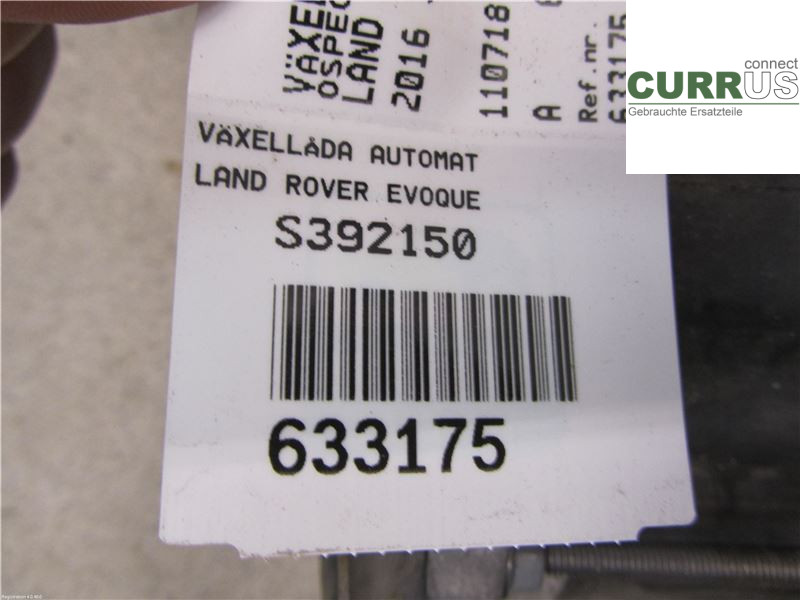 VÄXEL
OSPEC
LAND
2016
110718
A
Ref.nr.
633175
connect
CURRUS
Gebrauchte Ersatzteile
VÄXELLÅDA AUTOMAT
LAND ROVER EVOQUE
S392150
633175